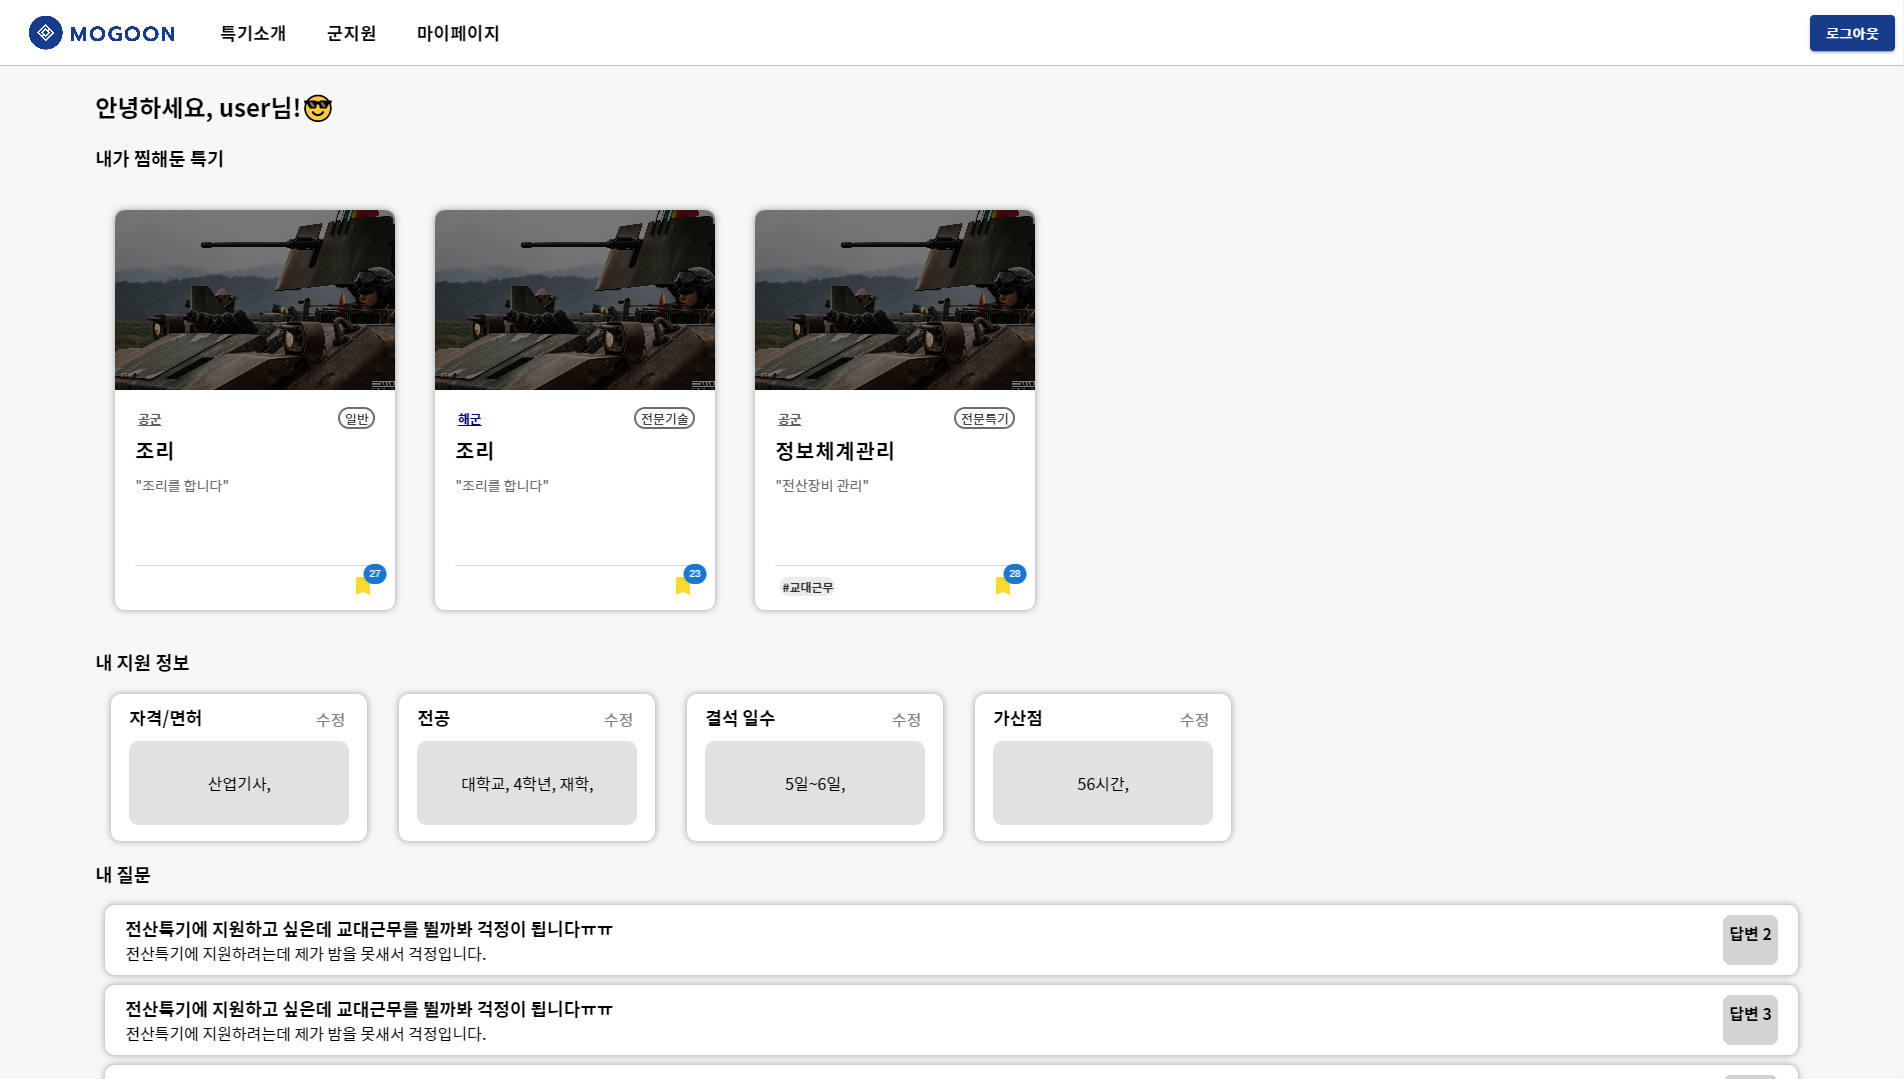 MOGOON 특기소개 군지원 마이페이지 로그아웃
안녕하세요, user님!😎
내가 찜해둔 특기
공군 일반
조리
"조리를 합니다"
27
해군 전문기술
조리
"조리를 합니다"
23
공군 전문특기
정보체계관리
"전산장비 관리"
#교대근무 28
내 지원 정보
자격/면허 수정
산업기사,
전공 수정
대학교, 4학년, 재학,
결석 일수 수정
5일~6일,
가산점 수정
56시간,
내 질문
전산특기에 지원하고 싶은데 교대근무를 뛸까봐 걱정이 됩니다ㅠㅠ
전산특기에 지원하려는데 제가 밤을 못새서 걱정입니다.
답변 2
전산특기에 지원하고 싶은데 교대근무를 뛸까봐 걱정이 됩니다ㅠㅠ
전산특기에 지원하려는데 제가 밤을 못새서 걱정입니다.
답변 3